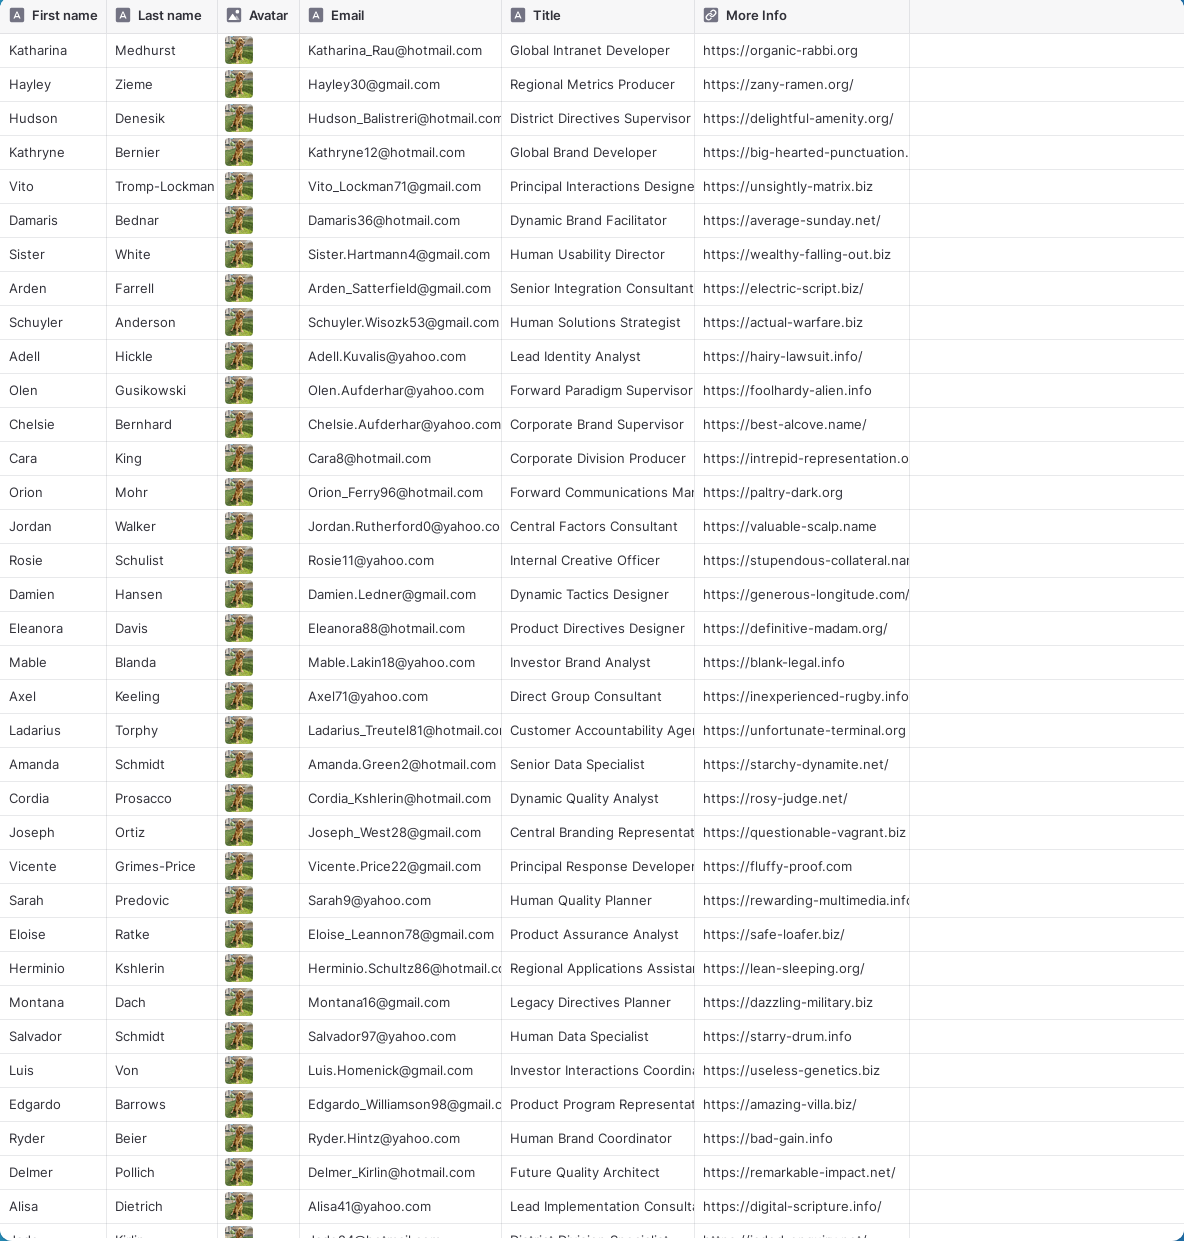 First name Last name Avatar Email Title More Info
Katharina Medhurst Katharina_Rau@hotmail.com Global Intranet Developer https://organic-rabbi.org
Hayley Zieme Hayley30@gmail.com Regional Metrics Producer https://zany-ramen.org/
Hudson Denesik Hudson_Balistreri@hotmail.com District Directives Supervisor https://delightful-amenity.org/
Kathryne Bernier Kathryne12@hotmail.com Global Brand Developer https://big-hearted-punctuation.
Vito Tromp-Lockman Vito_Lockman71@gmail.com Principal Interactions Designe https://unsightly-matrix.biz
Damaris Bednar Damaris36@hotmail.com Dynamic Brand Facilitator https://average-sunday.net/
Sister White Sister.Hartmann4@gmail.com Human Usability Director https://wealthy-falling-out.biz
Arden Farrell Arden_Satterfield@gmail.com Senior Integration Consultant https://electric-script.biz/
Schuyler Anderson Schuyler.Wisozk53@gmail.com Human Solutions Strategist https://actual-warfare.biz
Adell Hickle Adell.Kuvalis@yahoo.com Lead Identity Analyst https://hairy-lawsuit.info/
Olen Gusikowski Olen.Aufderhar@yahoo.com Forward Paradigm Supervisor https://foolhardy-alien.info
Chelsie Bernhard Chelsie.Aufderhar@yahoo.com Corporate Brand Supervisor https://best-alcove.name/
Cara King Cara8@hotmail.com Corporate Division Producer https://intrepid-representation.o
Orion Mohr Orion_Ferry96@hotmail.com Forward Communications Mar https://paltry-dark.org
Jordan Walker Jordan.Rutherford0@yahoo.co Central Factors Consultant https://valuable-scalp.name
Rosie Schulist Rosie11@yahoo.com Internal Creative Officer https://stupendous-collateral.nar
Damien Hansen Damien.Ledner@gmail.com Dynamic Tactics Designer https://generous-longitude.com/
Eleanora Davis Eleanora88@hotmail.com Product Directives Designer https://definitive-madam.org/
Mable Blanda Mable.Lakin18@yahoo.com Investor Brand Analyst https://blank-legal.info
Axel Keeling Axel71@yahoo.com Direct Group Consultant https://inexperienced-rugby.info
Ladarius Torphy Ladarius_Treutel81@hotmail.cor Customer Accountability Ager https://unfortunate-terminal.org
Amanda Schmidt Amanda.Green2@hotmail.com Senior Data Specialist https://starchy-dynamite.net/
Cordia Prosacco Cordia_Kshlerin@hotmail.com Dynamic Quality Analyst https://rosy-judge.net/
Joseph Ortiz Joseph_West28@gmail.com Central Branding Representat https://questionable-vagrant.biz
Vicente Grimes-Price Vicente.Price22@gmail.com Principal Response Developer https://fluffy-proof.com
Sarah Predovic Sarah9@yahoo.com Human Quality Planner https://rewarding-multimedia.info
Eloise Ratke Eloise_Leannon78@gmail.com Product Assurance Analyst https://safe-loafer.biz/
Herminio Kshlerin Herminio.Schultz86@hotmail.cc Regional Applications Assistar https://lean-sleeping.org/
Montana Dach Montana16@gmail.com Legacy Directives Planner https://dazzling-military.biz
Salvador Schmidt Salvador97@yahoo.com Human Data Specialist https://starry-drum.info
Luis Von Luis.Homenick@gmail.com Investor Interactions Coordina https://useless-genetics.biz
Edgardo Barrows Edgardo_Williamson98@gmail.c Product Program Representat https://amazing-villa.biz/
Ryder Beier Ryder.Hintz@yahoo.com Human Brand Coordinator https://bad-gain.info
Delmer Pollich Delmer_Kirlin@hotmail.com Future Quality Architect https://remarkable-impact.net/
Alisa Dietrich Alisa41@yahoo.com Lead Implementation Consulta https://digital-scripture.info/